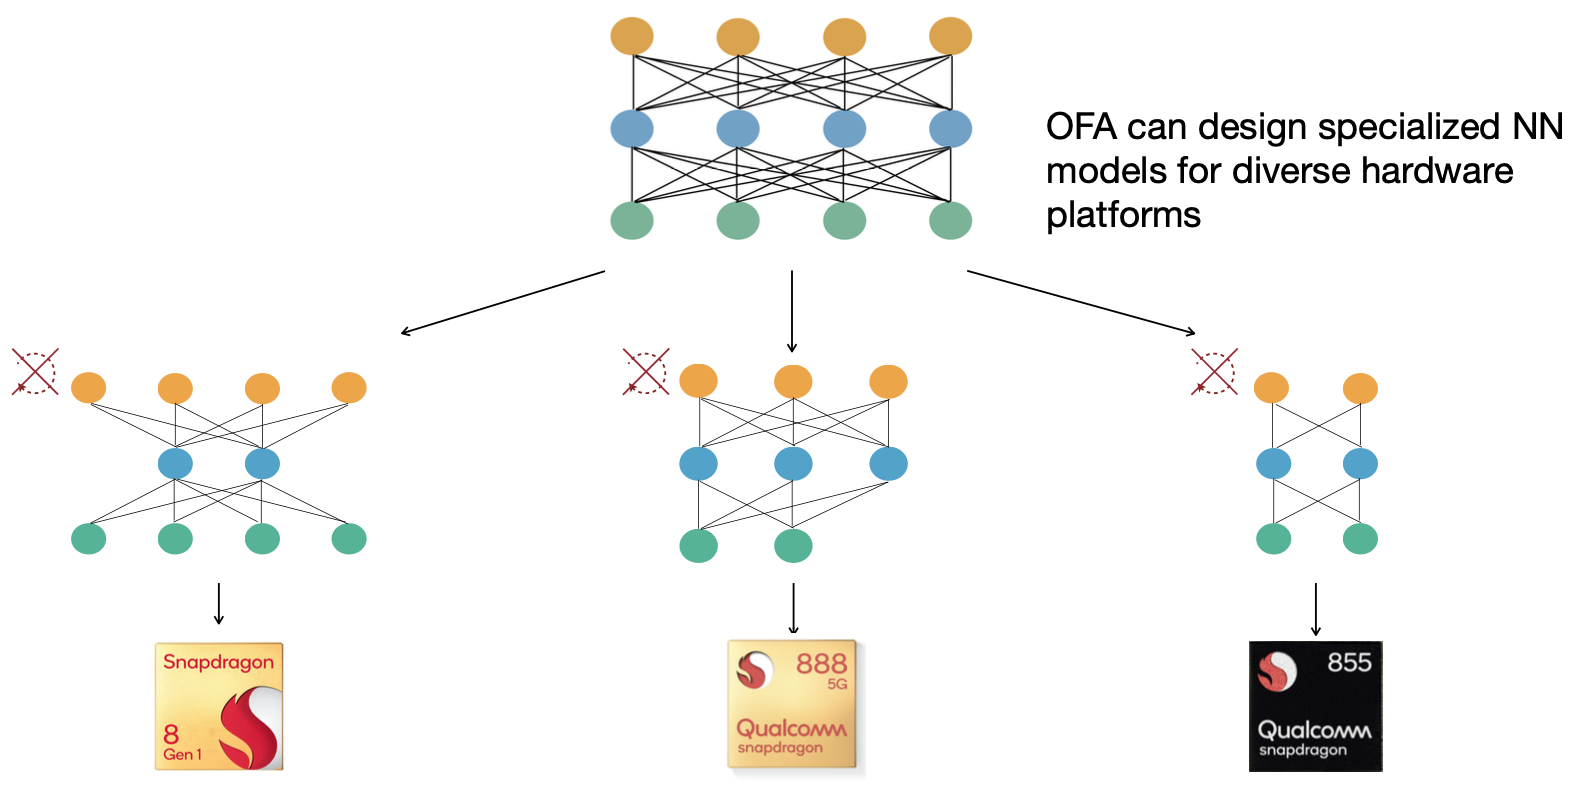 OFA can design specialized NN
models for diverse hardware
platforms
Snapdragon
8
Gen 1
888
5G
Qualcomm
snapdragon
855
Qualcomm
snapdragon